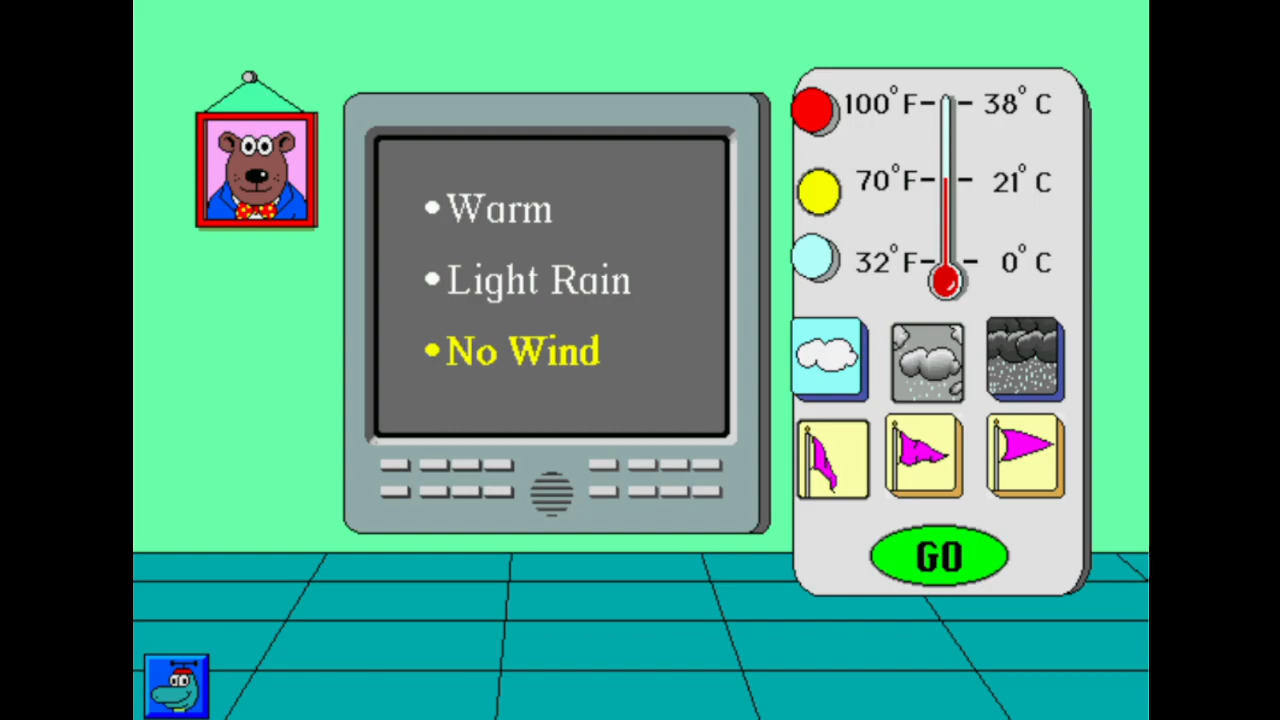 •Warm
•Light Rain
•No Wind
100°F 38°C
70°F 21°C
32°F 0°C
GO